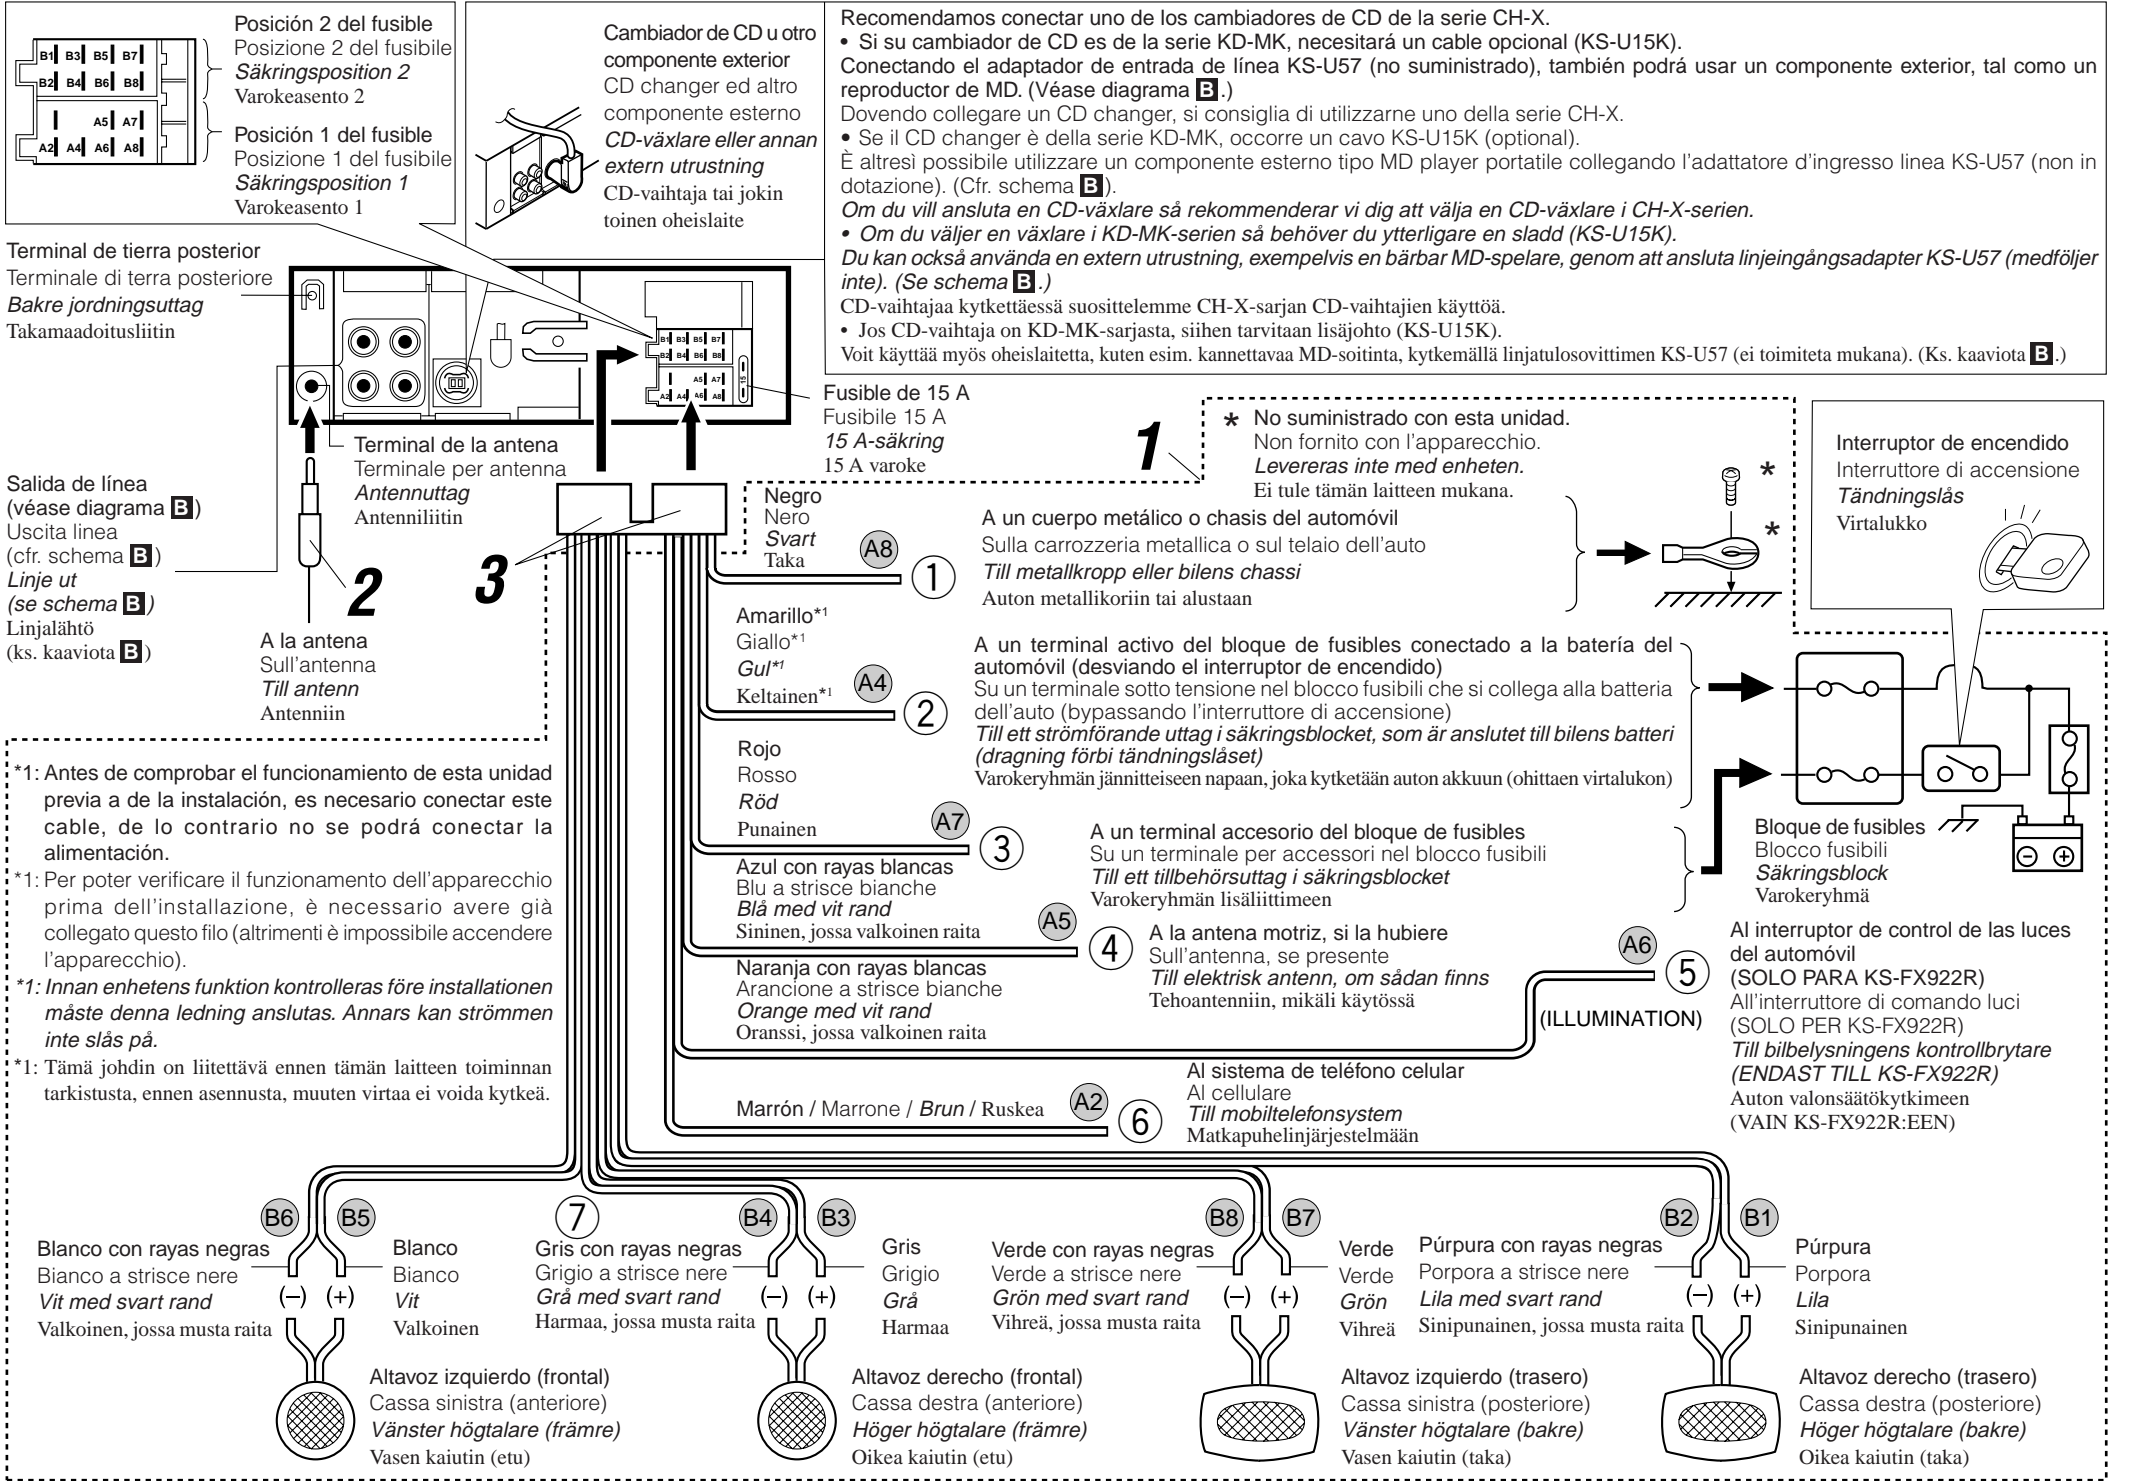 Posición 2 del fusible
Posizione 2 del fusibile
Säkringsposition 2
Varokeasento 2
B1 B3 B5 B7
B2 B4 B6 B8
A5 A7
A2 A4 A6 A8
Posición 1 del fusible
Posizione 1 del fusibile
Säkringsposition 1
Varokeasento 1
Cambiador de CD u otro
componente exterior
CD changer ed altro
componente esterno
CD-växlare eller annan
extern utrustning
CD-vaihtaja tai jokin
toinen oheislaite
Recomendamos conectar uno de los cambiadores de CD de la serie CH-X.
• Si su cambiador de CD es de la serie KD-MK, necesitará un cable opcional (KS-U15K).
Conectando el adaptador de entrada de línea KS-U57 (no suministrado), también podrá usar un componente exterior, tal como un
reproductor de MD. (Véase diagrama B .)
Dovendo collegare un CD changer, si consiglia di utilizzarne uno della serie CH-X.
• Se il CD changer è della serie KD-MK, occorre un cavo KS-U15K (optional).
È altresì possibile utilizzare un componente esterno tipo MD player portatile collegando l'adattatore d'ingresso linea KS-U57 (non in
dotazione). (Cfr. schema B ).
Om du vill ansluta en CD-växlare så rekommenderar vi dig att välja en CD-växlare i CH-X-serien.
• Om du väljer en växlare i KD-MK-serien så behöver du ytterligare en sladd (KS-U15K).
Du kan också använda en extern utrustning, exempelvis en bärbar MD-spelare, genom att ansluta linjeingångsadapter KS-U57 (medföljer
inte). (Se schema B .)
CD-vaihtajaa kytkettäessä suosittelemme CH-X-sarjan CD-vaihtajien käyttöä.
• Jos CD-vaihtaja on KD-MK-sarjasta, siihen tarvitaan lisäjohto (KS-U15K).
Voit käyttää myös oheislaitetta, kuten esim. kannettavaa MD-soitinta, kytkemällä linjatulosovittimen KS-U57 (ei toimiteta mukana). (Ks. kaaviota B .)
Terminal de tierra posterior
Terminale di terra posteriore
Bakre jordningsuttag
Takamaadoitusliitin
B1 B3 B5 B7
B2 B4 B6 B8
A5 A7
A2 A4 A6 A8
15
Fusible de 15 A
Fusibile 15 A
15 A-säkring
15 A varoke
Terminal de la antena
Terminale per antenna
Antennuttag
Antenniliitin
Salida de línea
(véase diagrama B )
Uscita linea
(cfr. schema B )
Linje ut
(se schema B )
Linjalähtö
(ks. kaaviota B )
2
A la antena
Sull'antenna
Till antenn
Antenniin
3
1
* No suministrado con esta unidad.
Non fornito con l'apparecchio.
Levereras inte med enheten.
Ei tule tämän laitteen mukana.
*
*
Interruptor de encendido
Interruttore di accensione
Tändningslås
Virtalukko
Negro
Nero
Svart
Taka
A8
1
A un cuerpo metálico o chasis del automóvil
Sulla carrozzeria metallica o sul telaio dell'auto
Till metallkropp eller bilens chassi
Auton metallikoriin tai alustaan
Amarillo*1
Giallo*1
Gul*1
Keltainen*1
A4
2
A un terminal activo del bloque de fusibles conectado a la batería del
automóvil (desviando el interruptor de encendido)
Su un terminale sotto tensione nel blocco fusibili che si collega alla batteria
dell'auto (bypassando l'interruttore di accensione)
Till ett strömförande uttag i säkringsblocket, som är anslutet till bilens batteri
(dragning förbi tändningslåset)
Varokeryhmän jännitteiseen napaan, joka kytketään auton akkuun (ohittaen virtalukon)
Rojo
Rosso
Röd
Punainen
A7
3
A un terminal accesorio del bloque de fusibles
Su un terminale per accessori nel blocco fusibili
Till ett tillbehörsuttag i säkringsblocket
Varokeryhmän lisäliittimeen
Bloque de fusibles
Blocco fusibili
Säkringsblock
Varokeryhmä
*1: Antes de comprobar el funcionamiento de esta unidad
previa a de la instalación, es necesario conectar este
cable, de lo contrario no se podrá conectar la
alimentación.
*1: Per poter verificare il funzionamento dell'apparecchio
prima dell'installazione, è necessario avere già
collegato questo filo (altrimenti è impossibile accendere
l'apparecchio).
*1: Innan enhetens funktion kontrolleras före installationen
måste denna ledning anslutas. Annars kan strömmen
inte slås på.
*1: Tämä johdin on liitettävä ennen tämän laitteen toiminnan
tarkistusta, ennen asennusta, muuten virtaa ei voida kytkeä.
Azul con rayas blancas
Blu a strisce bianche
Blå med vit rand
Sininen, jossa valkoinen raita
A5
4
A la antena motriz, si la hubiere
Sull'antenna, se presente
Till elektrisk antenn, om sådan finns
Tehoantenniin, mikäli käytössä
Naranja con rayas blancas
Arancione a strisce bianche
Orange med vit rand
Oranssi, jossa valkoinen raita
A6
5
(ILLUMINATION)
Al interruptor de control de las luces
del automóvil
(SOLO PARA KS-FX922R)
All'interruttore di comando luci
(SOLO PER KS-FX922R)
Till bilbelysningens kontrollbrytare
(ENDAST TILL KS-FX922R)
Auton valonsäätökytkimeen
(VAIN KS-FX922R:EEN)
Marrón / Marrone / Brun / Ruskea
A2
6
Al sistema de teléfono celular
Al cellulare
Till mobiltelefonsystem
Matkapuhelinjärjestelmään
7
B6 B5
Blanco con rayas negras
Bianco a strisce nere
Vit med svart rand
Valkoinen, jossa musta raita
(–) (+)
Blanco
Bianco
Vit
Valkoinen
Altavoz izquierdo (frontal)
Cassa sinistra (anteriore)
Vänster högtalare (främre)
Vasen kaiutin (etu)
B4 B3
Gris con rayas negras
Grigio a strisce nere
Grå med svart rand
Harmaa, jossa musta raita
(–) (+)
Gris
Grigio
Grå
Harmaa
Altavoz derecho (frontal)
Cassa destra (anteriore)
Höger högtalare (främre)
Oikea kaiutin (etu)
B8 B7
Verde con rayas negras
Verde a strisce nere
Grön med svart rand
Vihreä, jossa musta raita
(–) (+)
Verde
Verde
Grön
Vihreä
Altavoz izquierdo (trasero)
Cassa sinistra (posteriore)
Vänster högtalare (bakre)
Vasen kaiutin (taka)
B2 B1
Púrpura con rayas negras
Porpora a strisce nere
Lila med svart rand
Sinipunainen, jossa musta raita
(–) (+)
Púrpura
Porpora
Lila
Sinipunainen
Altavoz derecho (trasero)
Cassa destra (posteriore)
Höger högtalare (bakre)
Oikea kaiutin (taka)